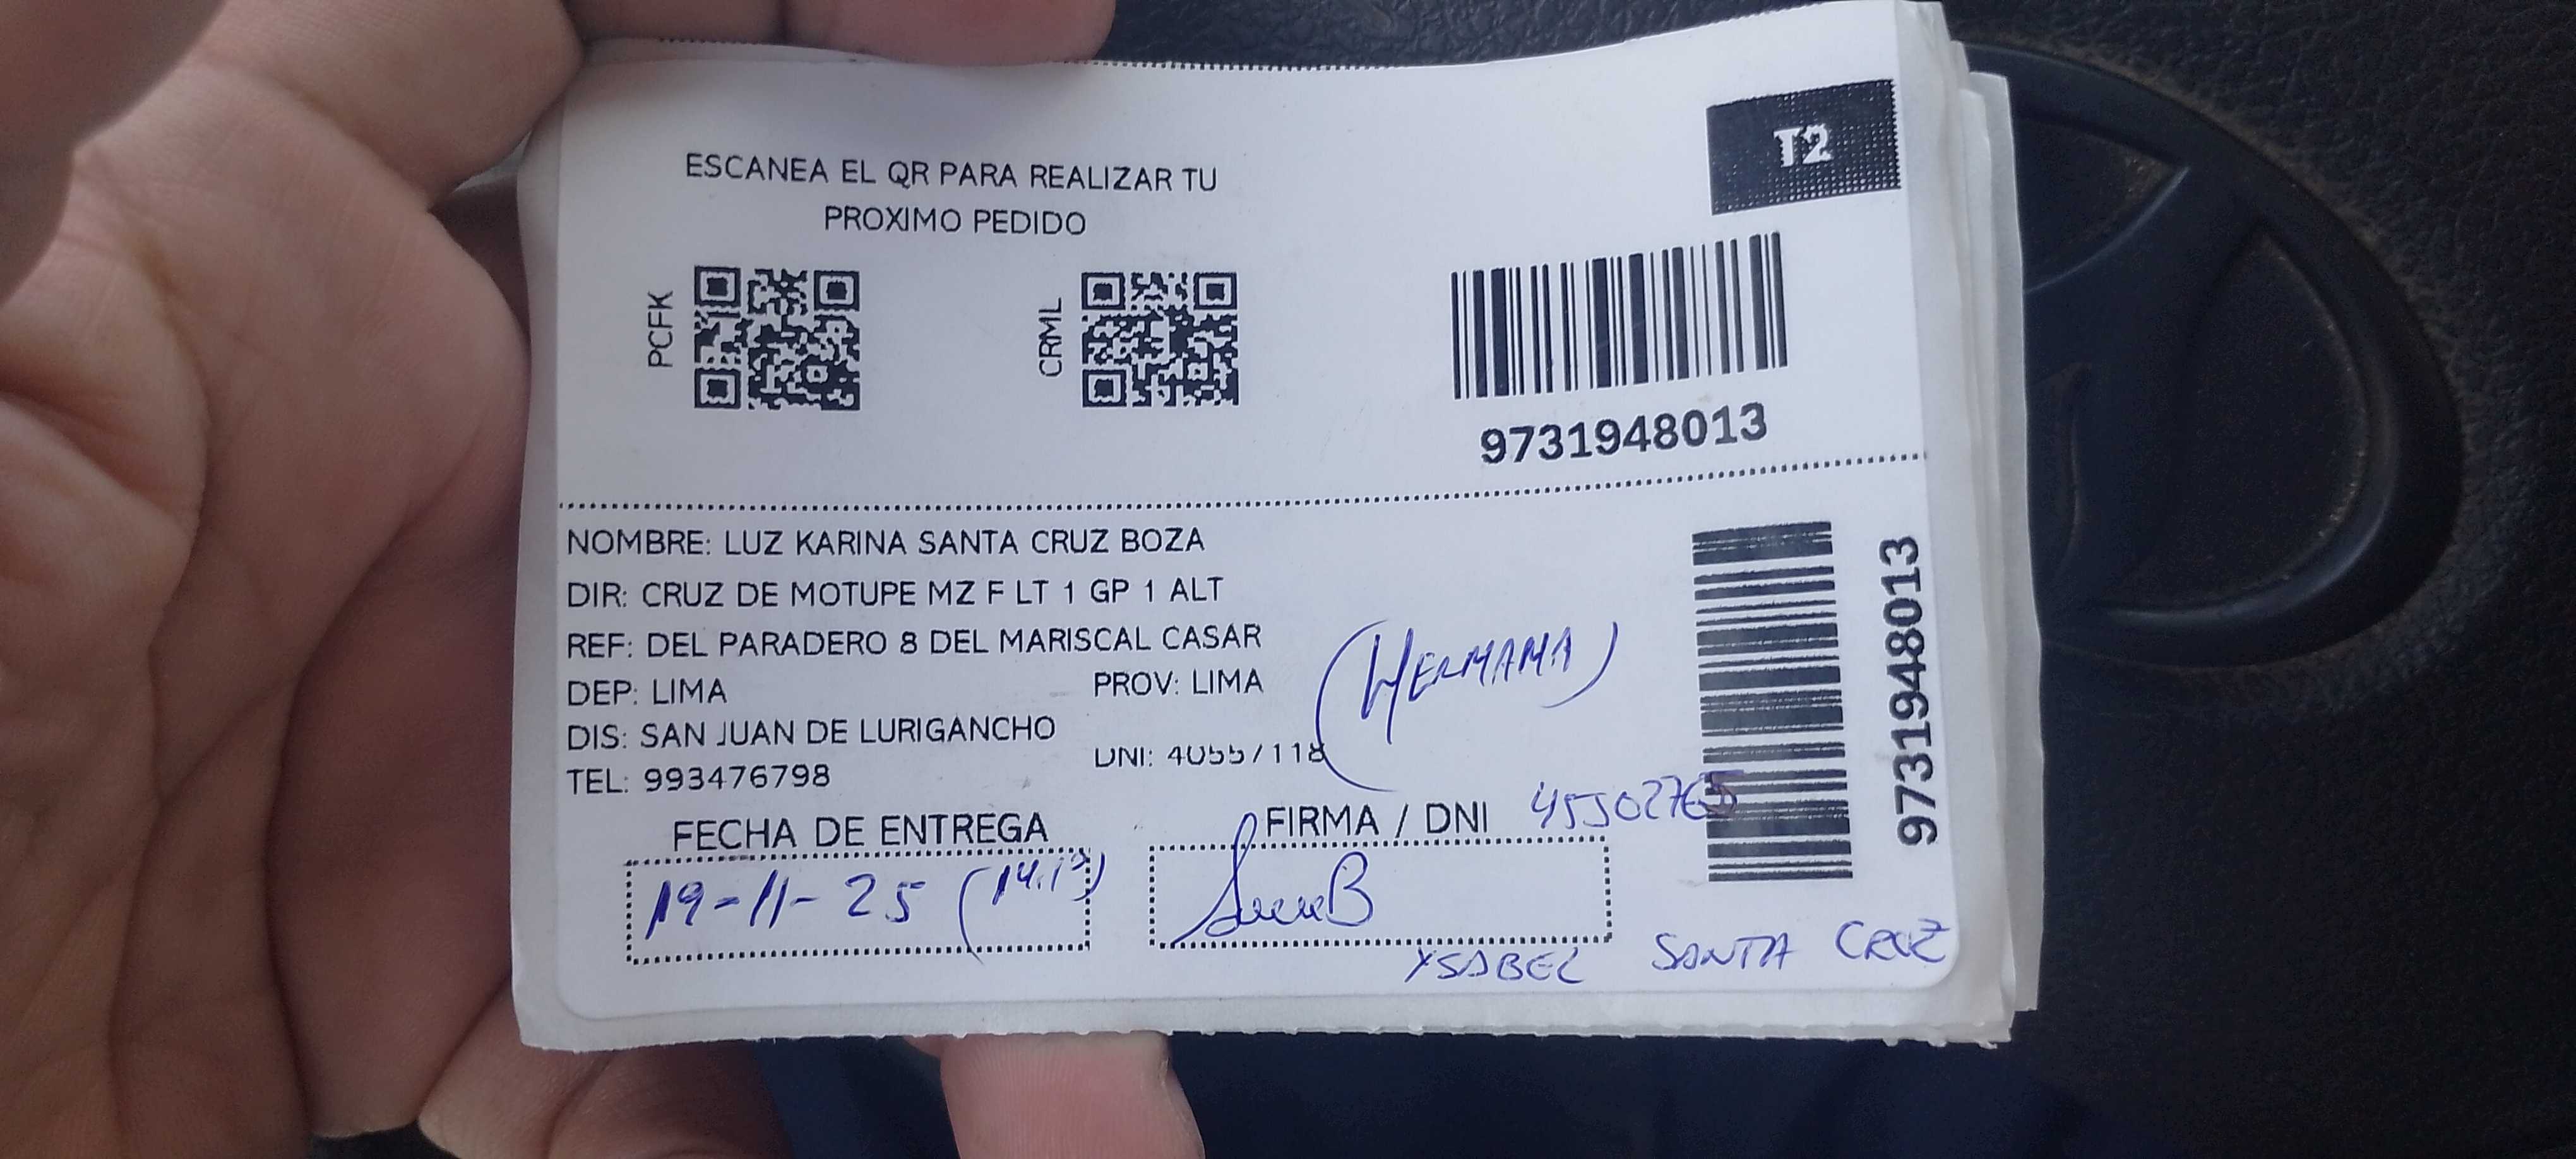 T2
ESCANEA EL QR PARA REALIZAR TU
PROXIMO PEDIDO
PCFK
CRML
9731948013
NOMBRE: LUZ KARINA SANTA CRUZ BOZA
DIR: CRUZ DE MOTUPE MZ F LT 1 GP 1 ALT
REF: DEL PARADERO 8 DEL MARISCAL CASAR
DEP: LIMA PROV: LIMA
(HERMANA)
DIS: SAN JUAN DE LURIGANCHO
DNI: 40557118
TEL: 993476798
9731948013
FECHA DE ENTREGA
FIRMA / DNI 45502765
19-11-25
YSABEL SANTA CRUZ